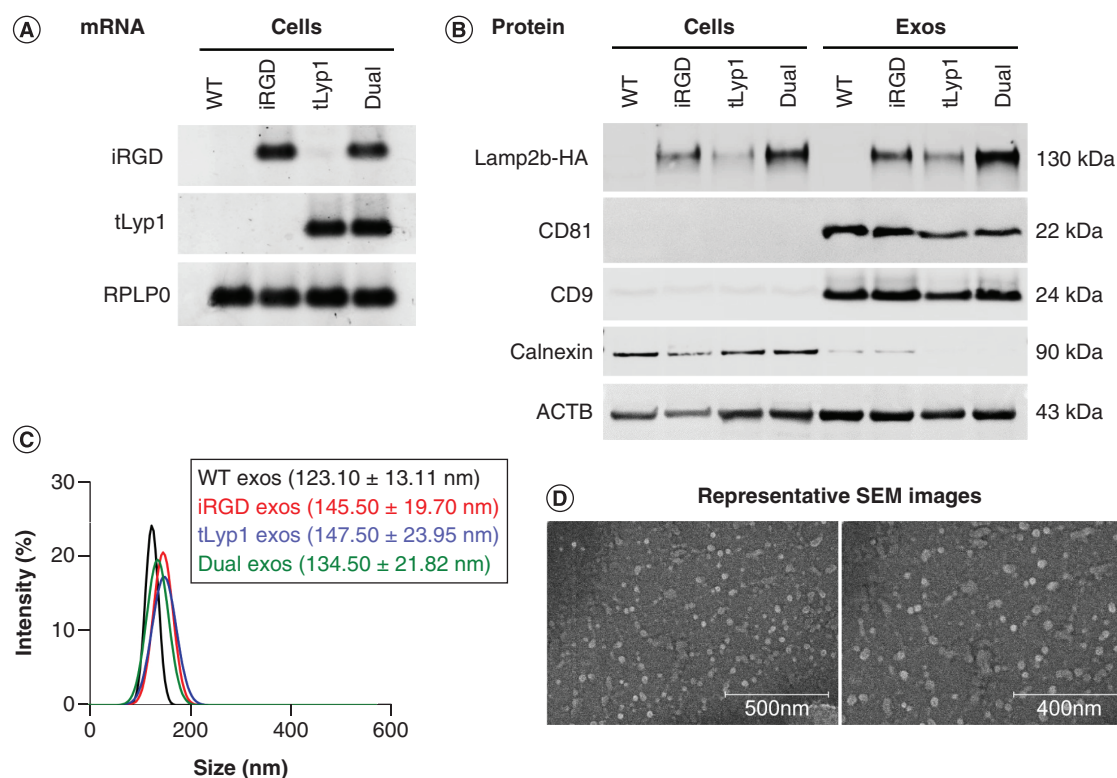 A mRNA Cells
WT iRGD tLyp1 Dual
iRGD
tLyp1
RPLP0
B Protein Cells Exos
WT iRGD tLyp1 Dual WT iRGD tLyp1 Dual
Lamp2b-HA 130 kDa
CD81 22 kDa
CD9 24 kDa
Calnexin 90 kDa
ACTB 43 kDa
C
WT exos (123.10 ± 13.11 nm)
iRGD exos (145.50 ± 19.70 nm)
tLyp1 exos (147.50 ± 23.95 nm)
Dual exos (134.50 ± 21.82 nm)
Intensity (%)
30
20
10
0
0 200 400 600
Size (nm)
D Representative SEM images
500nm
400nm